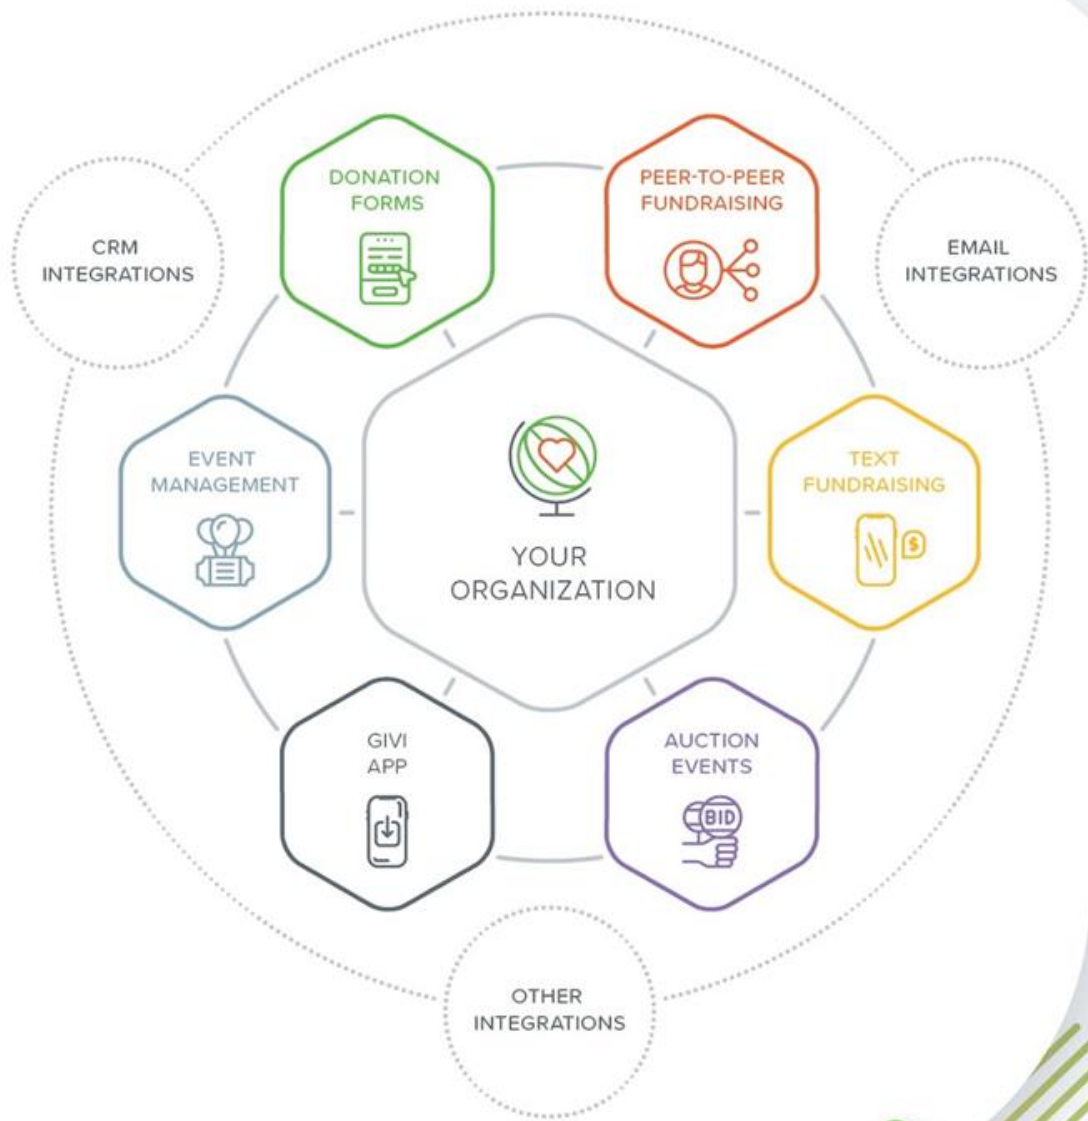 DONATION
FORMS
PEER-TO-PEER
FUNDRAISING
CRM
INTEGRATIONS
EMAIL
INTEGRATIONS
EVENT
MANAGEMENT
TEXT
FUNDRAISING
$
YOUR
ORGANIZATION
GIVI
APP
AUCTION
EVENTS
BID
OTHER
INTEGRATIONS